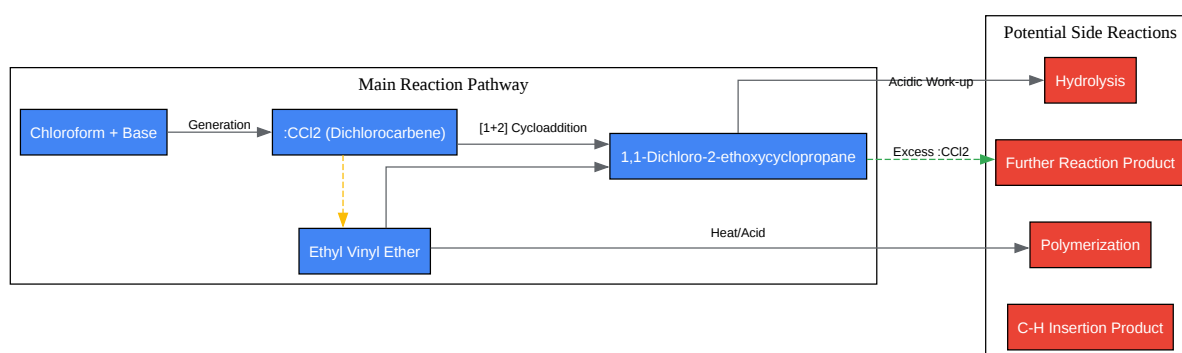 Potential Side Reactions
Main Reaction Pathway
Acidic Work-up
Hydrolysis
Chloroform + Base
Generation
:CCl2 (Dichlorocarbene)
[1+2] Cycloaddition
1,1-Dichloro-2-ethoxycyclopropane
Excess :CCl2
Further Reaction Product
Ethyl Vinyl Ether
Heat/Acid
Polymerization
C-H Insertion Product